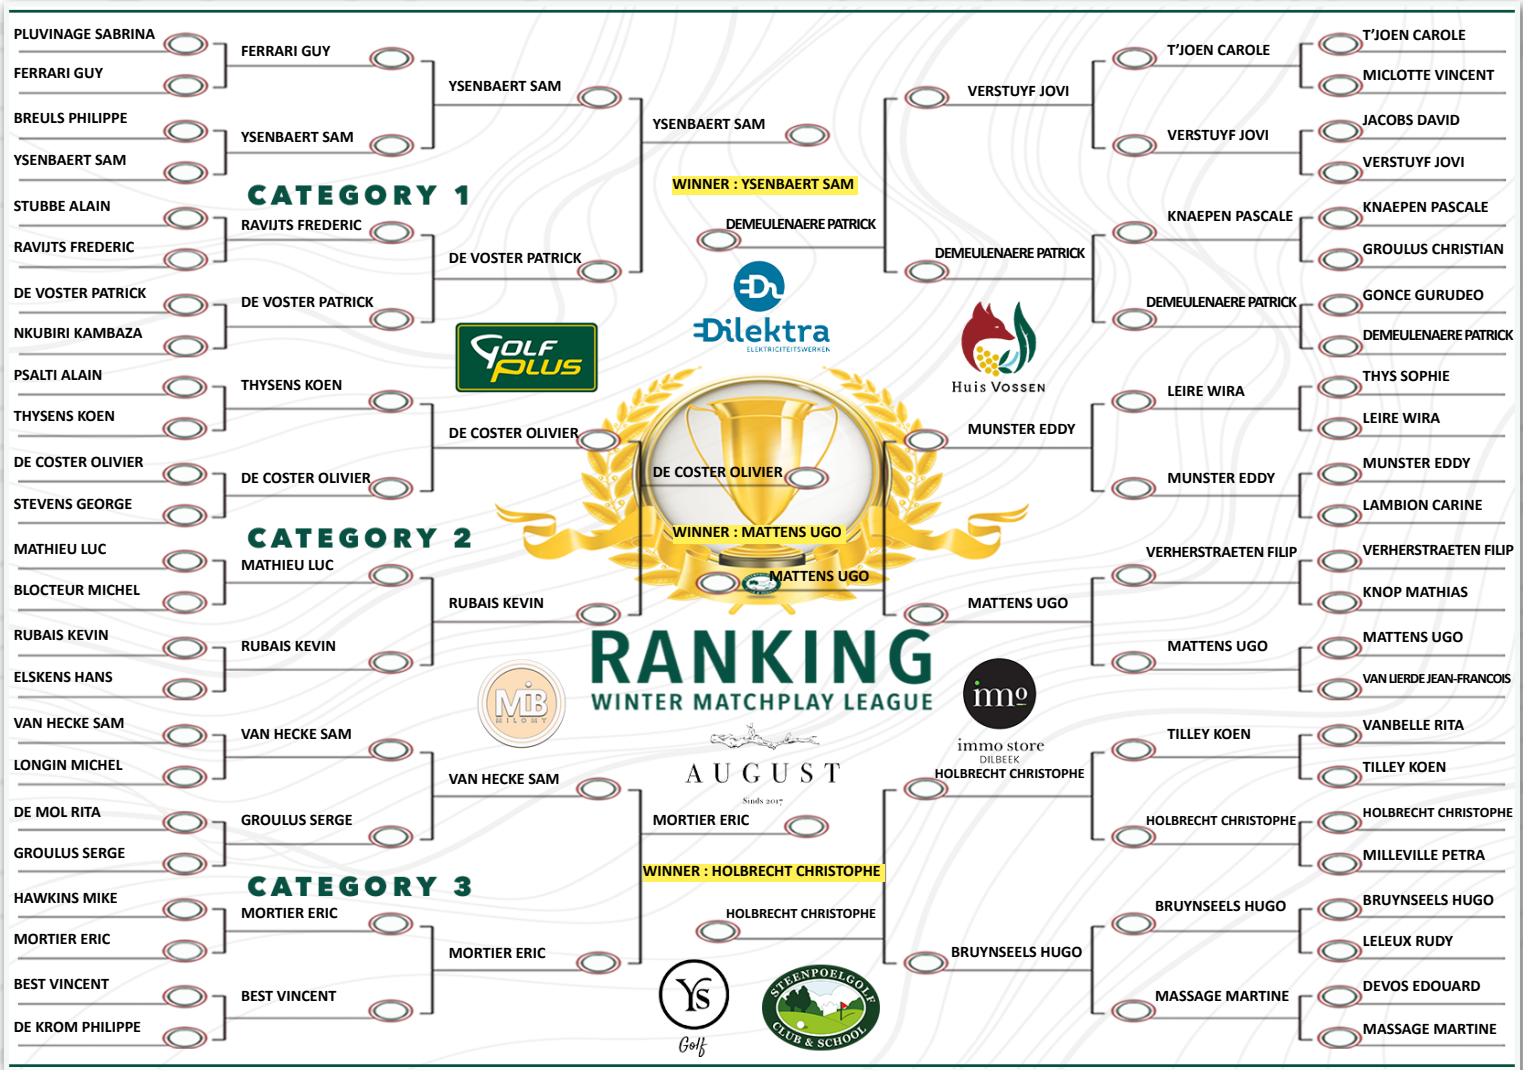 PLUVINAGE SABRINA
FERRARI GUY
BREULS PHILIPPE
YSENBAERT SAM
STUBBE ALAIN
RAVIJTS FREDERIC
DE VOSTER PATRICK
NKUBIRI KAMBAZA
PSALTI ALAIN
THYSENS KOEN
DE COSTER OLIVIER
STEVENS GEORGE
MATHIEU LUC
BLOCTEUR MICHEL
RUBAIS KEVIN
ELSKENS HANS
VAN HECKE SAM
LONGIN MICHEL
DE MOL RITA
GROULUS SERGE
HAWKINS MIKE
MORTIER ERIC
BEST VINCENT
DE KROM PHILIPPE
FERRARI GUY
YSENBAERT SAM
CATEGORY 1
RAVIJTS FREDERIC
DE VOSTER PATRICK
THYSENS KOEN
DE COSTER OLIVIER
CATEGORY 2
MATHIEU LUC
RUBAIS KEVIN
VAN HECKE SAM
GROULUS SERGE
CATEGORY 3
MORTIER ERIC
BEST VINCENT
YSENBAERT SAM
DE VOSTER PATRICK
GOLF
PLUS
DE COSTER OLIVIER
RUBAIS KEVIN
MIB
MILOMY
VAN HECKE SAM
MORTIER ERIC
YSENBAERT SAM
WINNER : YSENBAERT SAM
DEMEULENAERE PATRICK
Dilektra
ELEKTRICITEITSWERKEN
DE COSTER OLIVIER
WINNER : MATTENS UGO
MATTENS UGO
RANKING
WINTER MATCHPLAY LEAGUE
AUGUST
Sinds 2017
MORTIER ERIC
WINNER : HOLBRECHT CHRISTOPHE
HOLBRECHT CHRISTOPHE
YS
Golf
STEENPOELGOLF
CLUB & SCHOOL
VERSTUYF JOVI
DEMEULENAERE PATRICK
Huis VOSSEN
MUNSTER EDDY
MATTENS UGO
immo
immo store
DILBEEK
HOLBRECHT CHRISTOPHE
BRUYNSEELS HUGO
T'JOEN CAROLE
VERSTUYF JOVI
KNAEPEN PASCALE
DEMEULENAERE PATRICK
LEIRE WIRA
MUNSTER EDDY
VERHERSTRAETEN FILIP
MATTENS UGO
TILLEY KOEN
HOLBRECHT CHRISTOPHE
BRUYNSEELS HUGO
MASSAGE MARTINE
T'JOEN CAROLE
MICLOTTE VINCENT
JACOBS DAVID
VERSTUYF JOVI
KNAEPEN PASCALE
GROULUS CHRISTIAN
GONCE GURUDEO
DEMEULENAERE PATRICK
THYS SOPHIE
LEIRE WIRA
MUNSTER EDDY
LAMBION CARINE
VERHERSTRAETEN FILIP
KNOP MATHIAS
MATTENS UGO
VAN LIERDE JEAN-FRANCOIS
VANBELLE RITA
TILLEY KOEN
HOLBRECHT CHRISTOPHE
MILLEVILLE PETRA
BRUYNSEELS HUGO
LELEUX RUDY
DEVOS EDOUARD
MASSAGE MARTINE